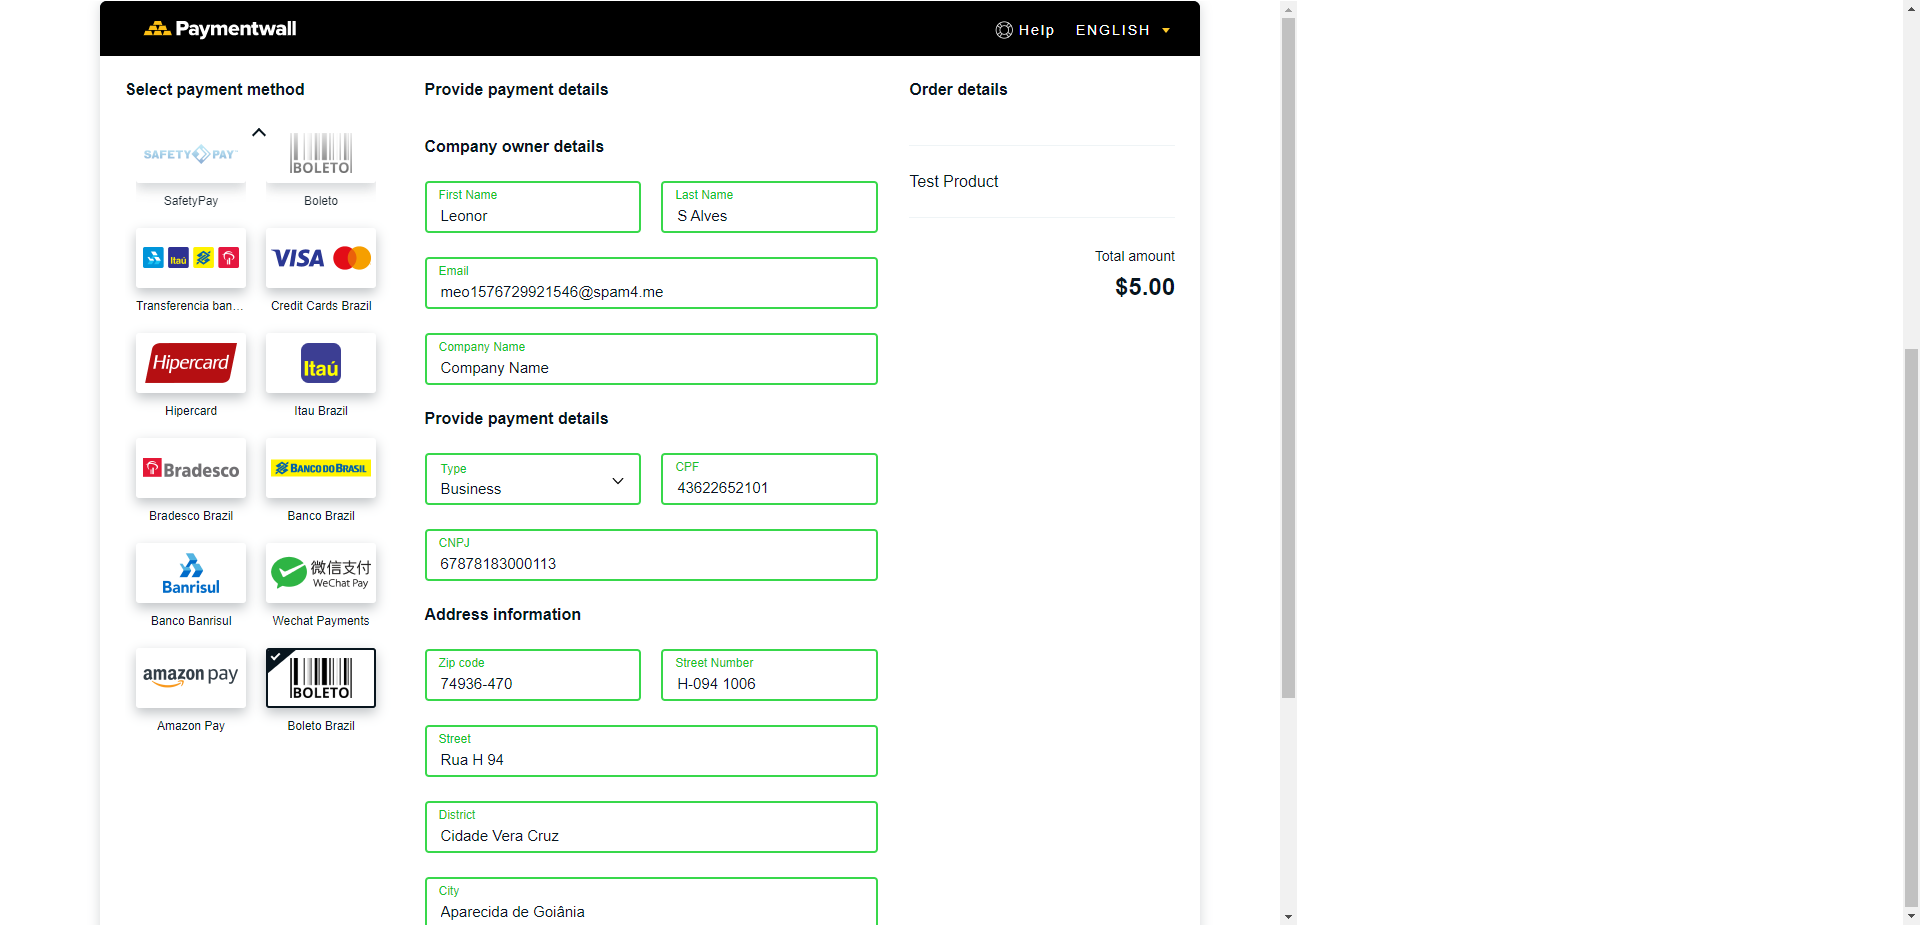 Paymentwall
Help
ENGLISH
Select payment method
SAFETY PAY
SafetyPay
BOLETO
Boleto
Itaú
Transferencia ban...
VISA
Credit Cards Brazil
Hipercard
Hipercard
Itaú
Itau Brazil
Bradesco
Bradesco Brazil
BANCO DO BRASIL
Banco Brazil
Banrisul
Banco Banrisul
微信支付
WeChat Pay
Wechat Payments
amazon pay
Amazon Pay
BOLETO
Boleto Brazil
Provide payment details
Company owner details
First Name
Leonor
Last Name
S Alves
Email
meo1576729921546@spam4.me
Company Name
Company Name
Provide payment details
Type
Business
CPF
43622652101
CNPJ
67878183000113
Address information
Zip code
74936-470
Street Number
H-094 1006
Street
Rua H 94
District
Cidade Vera Cruz
City
Aparecida de Goiânia
Order details
Test Product
Total amount
$5.00